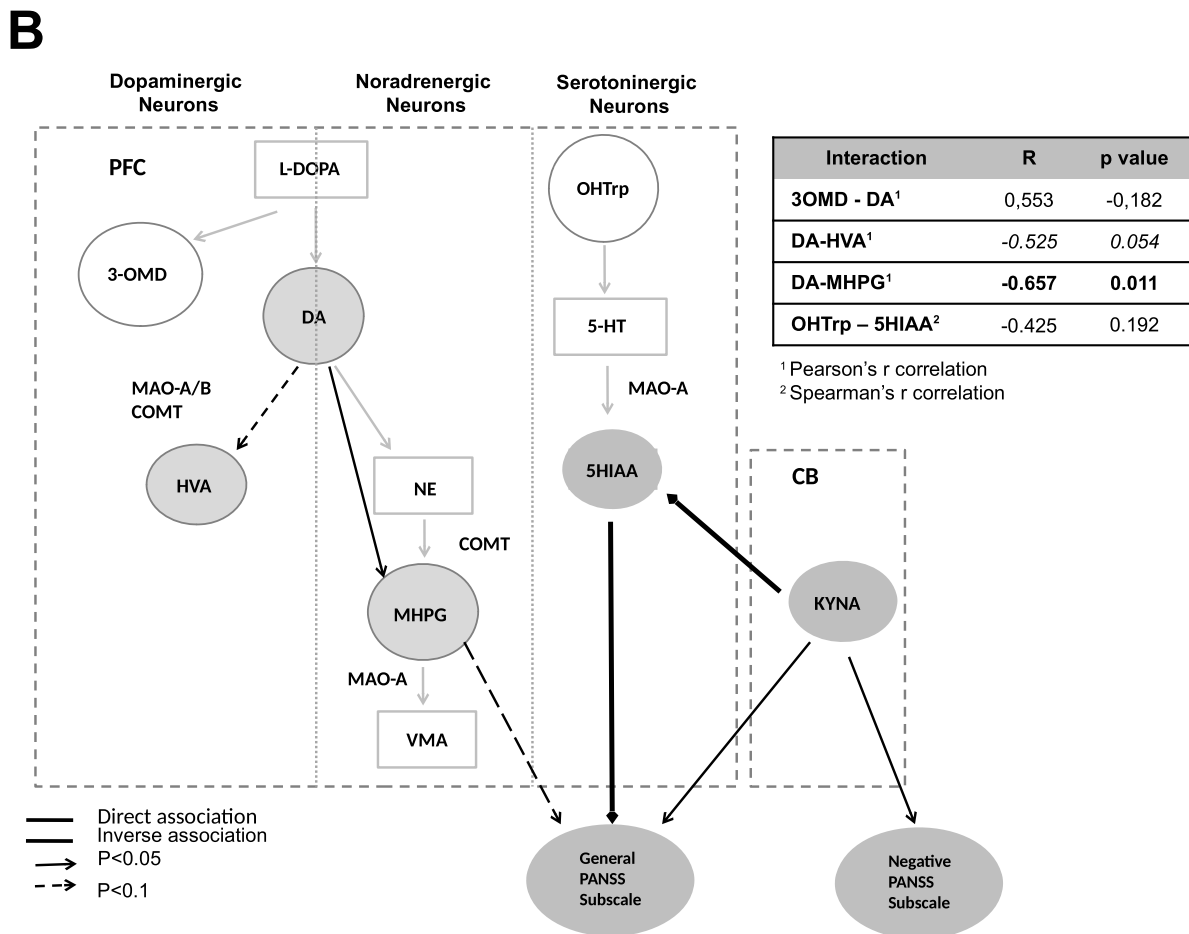 B
Dopaminergic
Neurons
Noradrenergic
Neurons
Serotoninergic
Neurons
PFC
L-DOPA
OHTrp
3-OMD
DA
5-HT
MAO-A/B
COMT
MAO-A
HVA
NE
5HIAA
COMT
MHPG
MAO-A
VMA
CB
KYNA
Interaction R p value
3OMD - DA¹ 0,553 -0,182
DA-HVA¹ -0.525 0.054
DA-MHPG¹ -0.657 0.011
OHTrp – 5HIAA² -0.425 0.192
¹ Pearson's r correlation
² Spearman's r correlation
Direct association
Inverse association
P<0.05
P<0.1
General
PANSS
Subscale
Negative
PANSS
Subscale